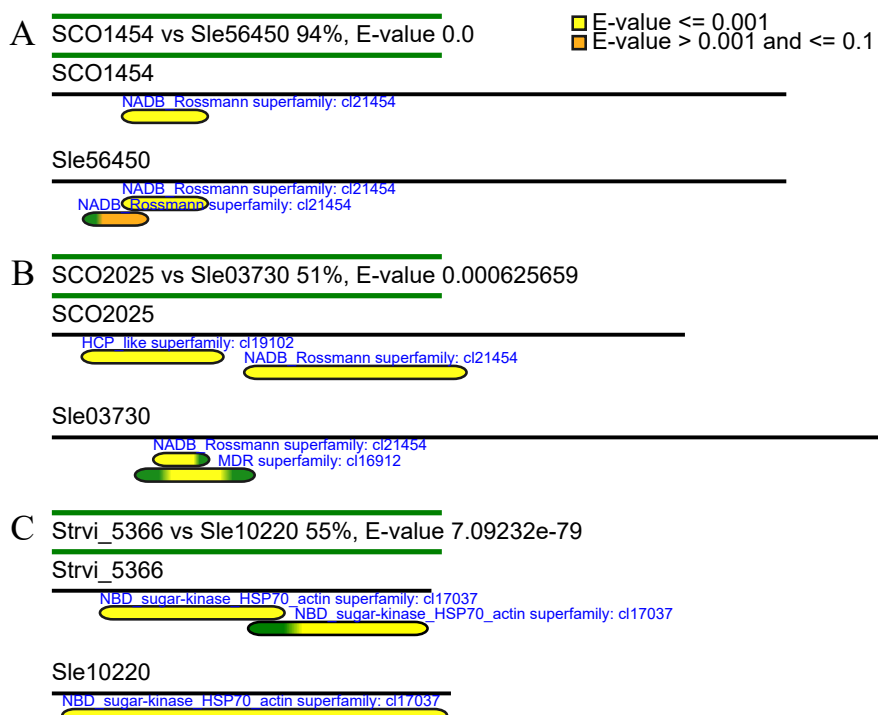 A
SCO1454 vs Sle56450 94%, E-value 0.0
E-value <= 0.001
E-value > 0.001 and <= 0.1
SCO1454
NADB_Rossmann superfamily: cl21454
Sle56450
NADB_Rossmann superfamily: cl21454
NADB_Rossmann superfamily: cl21454
B
SCO2025 vs Sle03730 51%, E-value 0.000625659
SCO2025
HCP_like superfamily: cl19102
NADB_Rossmann superfamily: cl21454
Sle03730
NADB_Rossmann superfamily: cl21454
MDR superfamily: cl16912
C
Strvi_5366 vs Sle10220 55%, E-value 7.09232e-79
Strvi_5366
NBD_sugar-kinase_HSP70_actin superfamily: cl17037
NBD_sugar-kinase_HSP70_actin superfamily: cl17037
Sle10220
NBD_sugar-kinase_HSP70_actin superfamily: cl17037